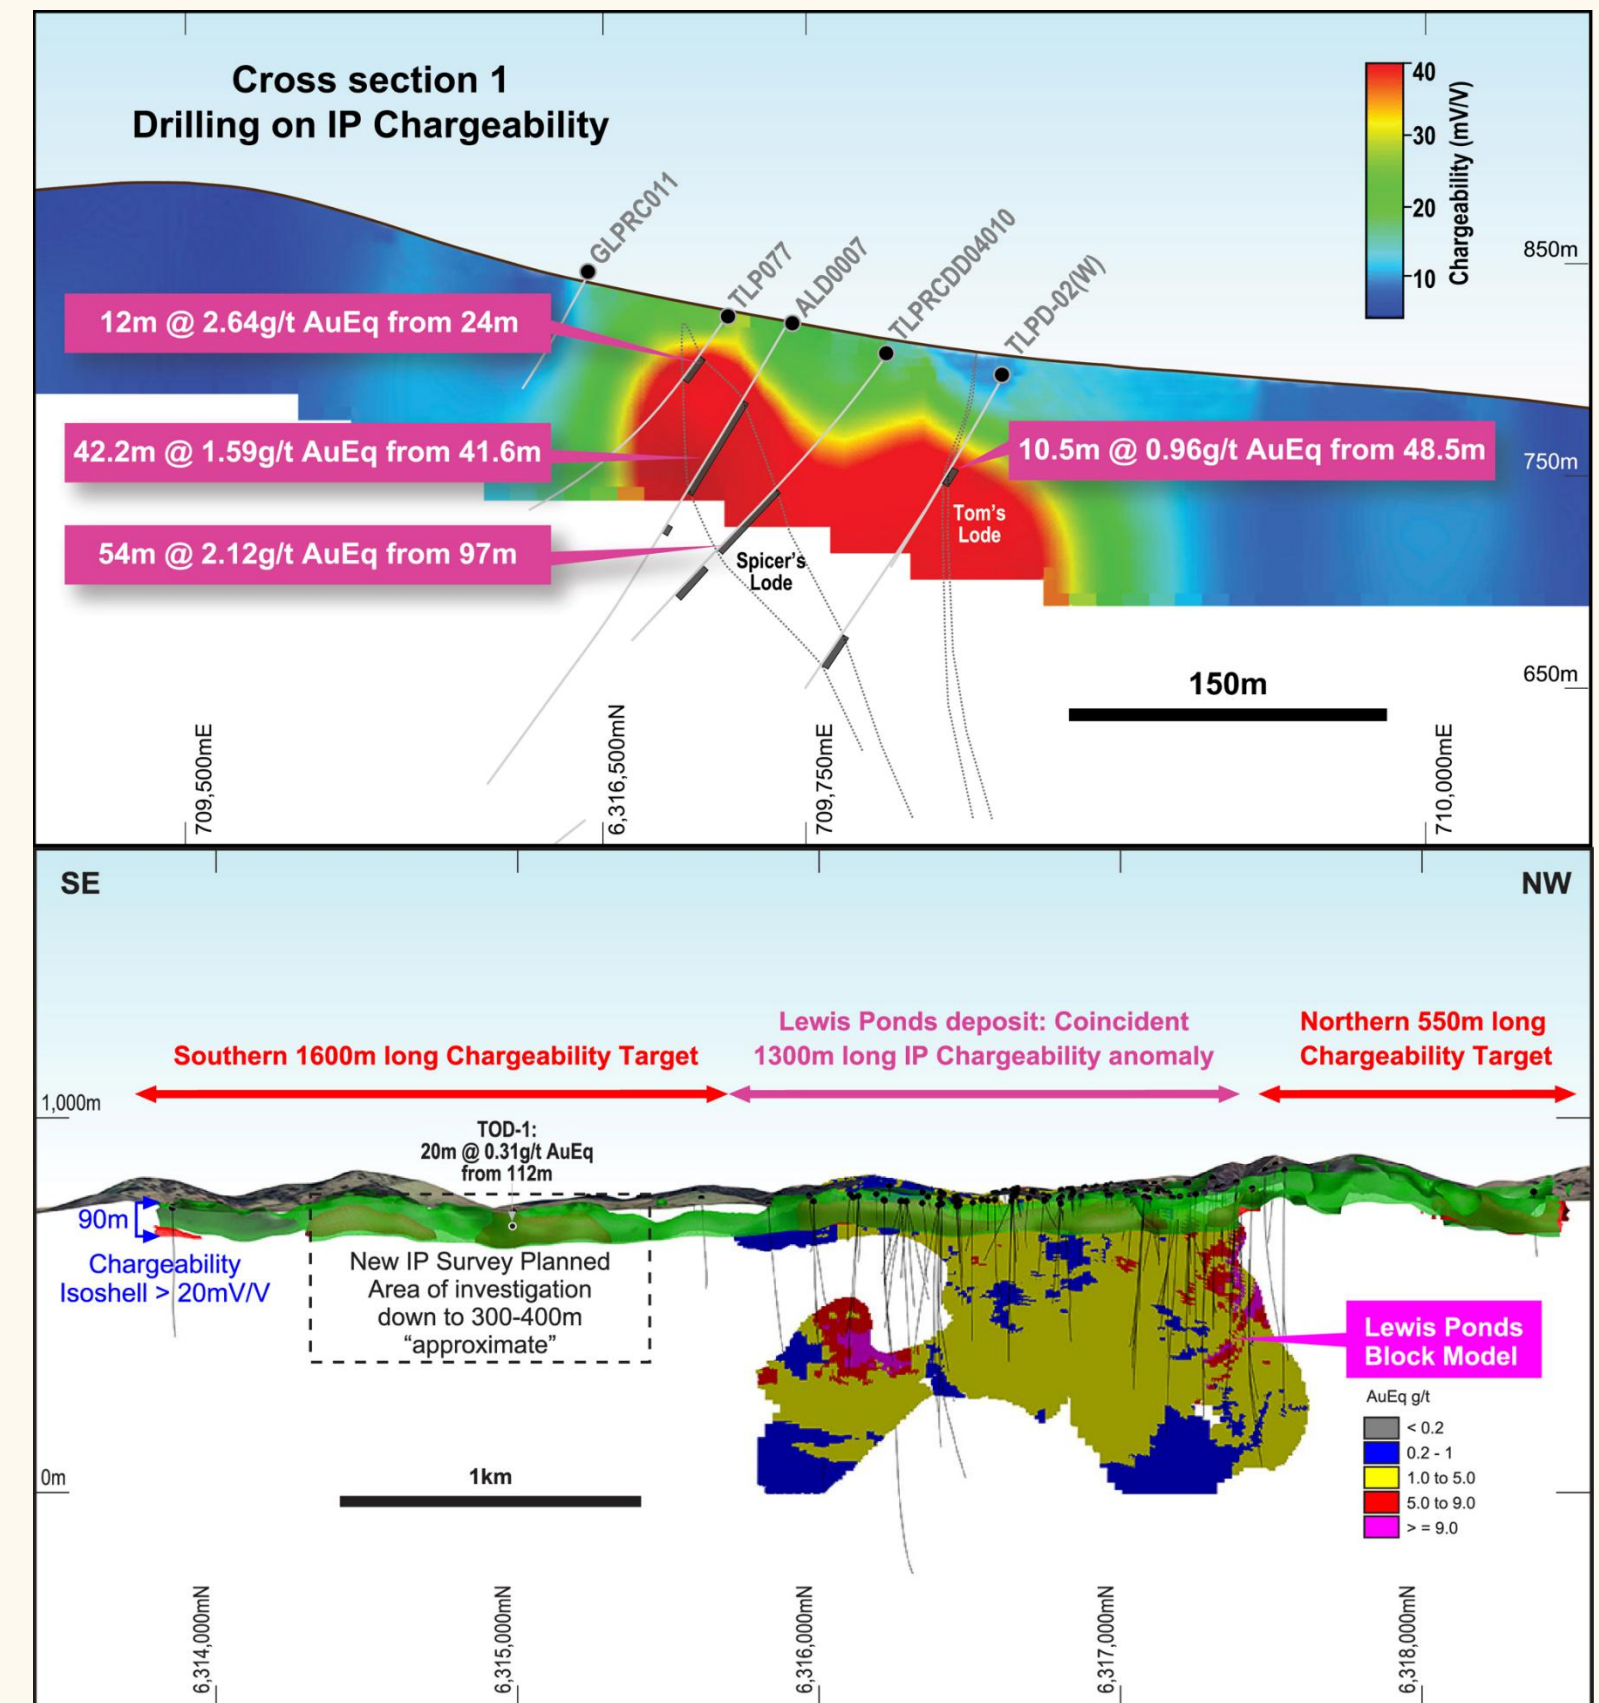 Cross section 1
Drilling on IP Chargeability
40
30
20
10
Chargeability (mV/V)
GLPRC011
TLP077
ALD0007
TLPRCDD04010
TLPD-02(W)
850m
12m @ 2.64g/t AuEq from 24m
42.2m @ 1.59g/t AuEq from 41.6m
10.5m @ 0.96g/t AuEq from 48.5m
750m
54m @ 2.12g/t AuEq from 97m
Tom's
Lode
Spicer's
Lode
650m
150m
709,500mE
6,316,500mN
709,750mE
710,000mE
SE
NW
Southern 1600m long Chargeability Target
Lewis Ponds deposit: Coincident
1300m long IP Chargeability anomaly
Northern 550m long
Chargeability Target
1,000m
TOD-1:
20m @ 0.31g/t AuEq
from 112m
90m
Chargeability
Isoshell > 20mV/V
New IP Survey Planned
Area of investigation
down to 300-400m
“approximate”
Lewis Ponds
Block Model
AuEq g/t
< 0.2
0.2 - 1
1.0 to 5.0
5.0 to 9.0
> = 9.0
0m
1km
6,314,000mN
6,315,000mN
6,316,000mN
6,317,000mN
6,318,000mN